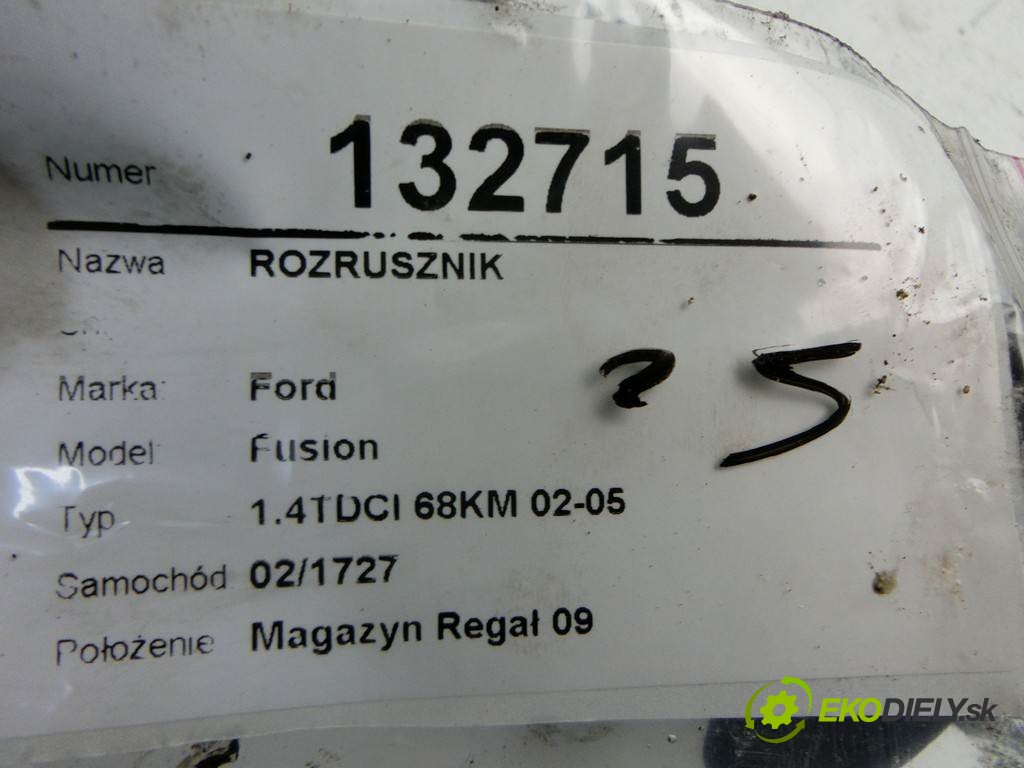 Numer 132715
Nazwa ROZRUSZNIK
Marka: Ford
Model: Fusion
Typ 1.4TDCI 68KM 02-05
Samochód 02/1727
Położenie Magazyn Regał 09
EKODIELY.sk